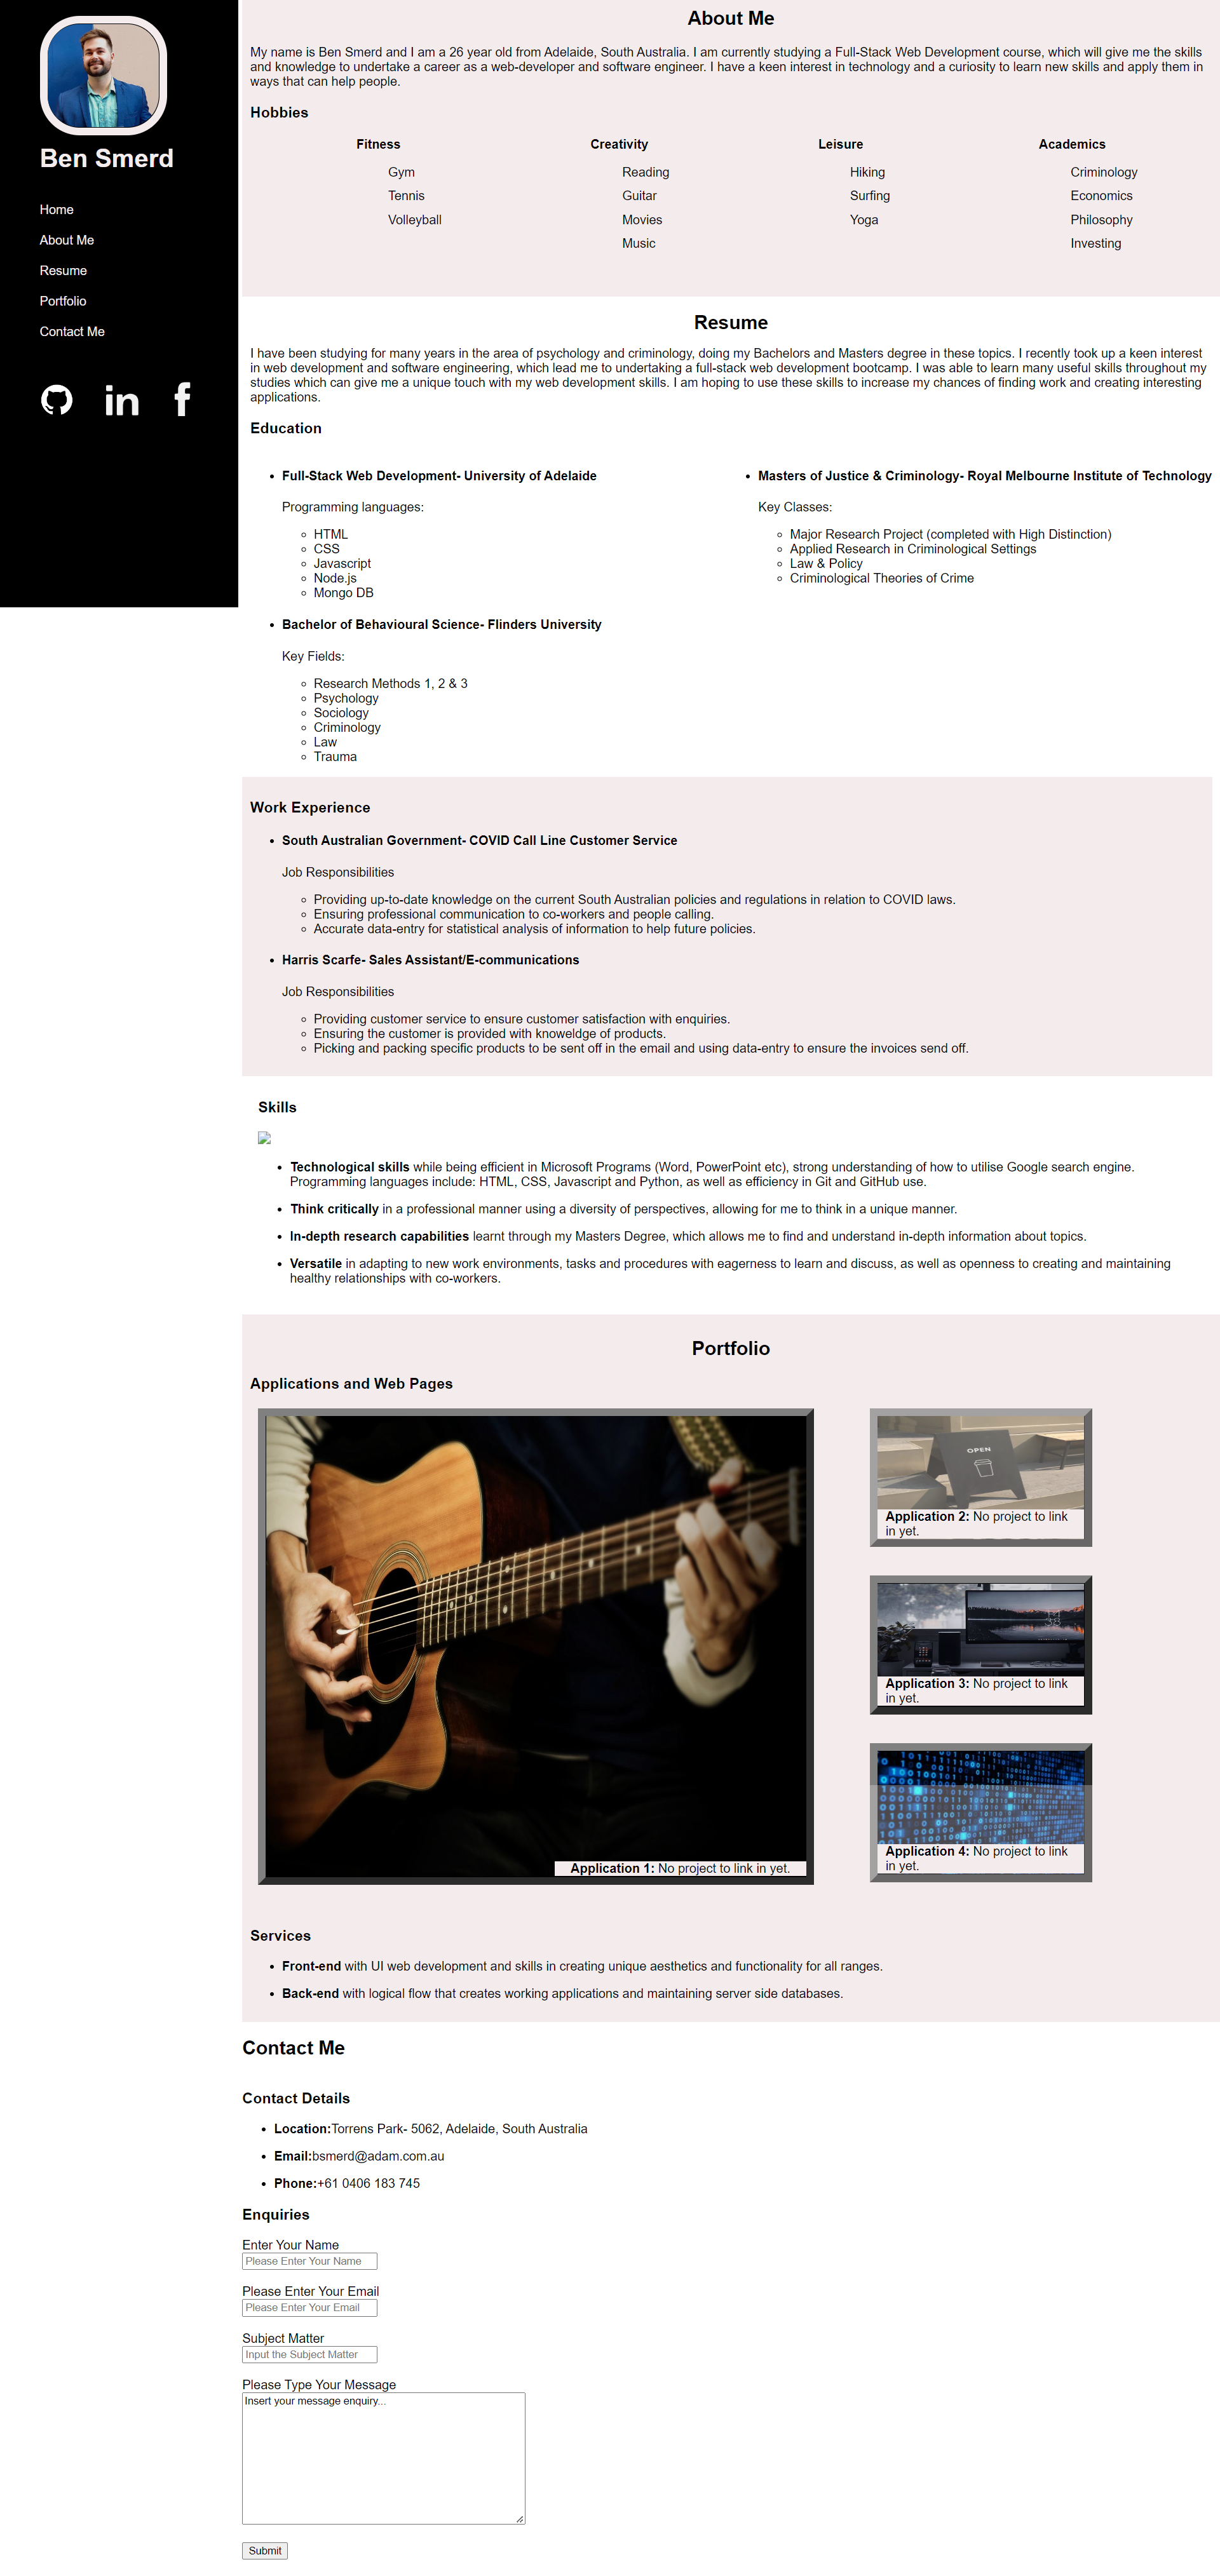 Ben Smerd
Home
About Me
Resume
Portfolio
Contact Me
About Me
My name is Ben Smerd and I am a 26 year old from Adelaide, South Australia. I am currently studying a Full-Stack Web Development course, which will give me the skills
and knowledge to undertake a career as a web-developer and software engineer. I have a keen interest in technology and a curiosity to learn new skills and apply them in
ways that can help people.
Hobbies
Fitness
Gym
Tennis
Volleyball
Creativity
Reading
Guitar
Movies
Music
Leisure
Hiking
Surfing
Yoga
Academics
Criminology
Economics
Philosophy
Investing
Resume
I have been studying for many years in the area of psychology and criminology, doing my Bachelors and Masters degree in these topics. I recently took up a keen interest
in web development and software engineering, which lead me to undertaking a full-stack web development bootcamp. I was able to learn many useful skills throughout my
studies which can give me a unique touch with my web development skills. I am hoping to use these skills to increase my chances of finding work and creating interesting
applications.
Education
Full-Stack Web Development- University of Adelaide
Programming languages:
HTML
CSS
Javascript
Node.js
Mongo DB
Masters of Justice & Criminology- Royal Melbourne Institute of Technology
Key Classes:
Major Research Project (completed with High Distinction)
Applied Research in Criminological Settings
Law & Policy
Criminological Theories of Crime
Bachelor of Behavioural Science- Flinders University
Key Fields:
Research Methods 1, 2 & 3
Psychology
Sociology
Criminology
Law
Trauma
Work Experience
South Australian Government- COVID Call Line Customer Service
Job Responsibilities
Providing up-to-date knowledge on the current South Australian policies and regulations in relation to COVID laws.
Ensuring professional communication to co-workers and people calling.
Accurate data-entry for statistical analysis of information to help future policies.
Harris Scarfe- Sales Assistant/E-communications
Job Responsibilities
Providing customer service to ensure customer satisfaction with enquiries.
Ensuring the customer is provided with knoweldge of products.
Picking and packing specific products to be sent off in the email and using data-entry to ensure the invoices send off.
Skills
Technological skills while being efficient in Microsoft Programs (Word, PowerPoint etc), strong understanding of how to utilise Google search engine.
Programming languages include: HTML, CSS, Javascript and Python, as well as efficiency in Git and GitHub use.
Think critically in a professional manner using a diversity of perspectives, allowing for me to think in a unique manner.
In-depth research capabilities learnt through my Masters Degree, which allows me to find and understand in-depth information about topics.
Versatile in adapting to new work environments, tasks and procedures with eagerness to learn and discuss, as well as openness to creating and maintaining
healthy relationships with co-workers.
Portfolio
Applications and Web Pages
Application 1: No project to link in yet.
OPEN
Application 2: No project to link
in yet.
Application 3: No project to link
in yet.
Application 4: No project to link
in yet.
Services
Front-end with UI web development and skills in creating unique aesthetics and functionality for all ranges.
Back-end with logical flow that creates working applications and maintaining server side databases.
Contact Me
Contact Details
Location:Torrens Park- 5062, Adelaide, South Australia
Email:bsmerd@adam.com.au
Phone:+61 0406 183 745
Enquiries
Enter Your Name
Please Enter Your Name
Please Enter Your Email
Please Enter Your Email
Subject Matter
Input the Subject Matter
Please Type Your Message
Insert your message enquiry...
Submit